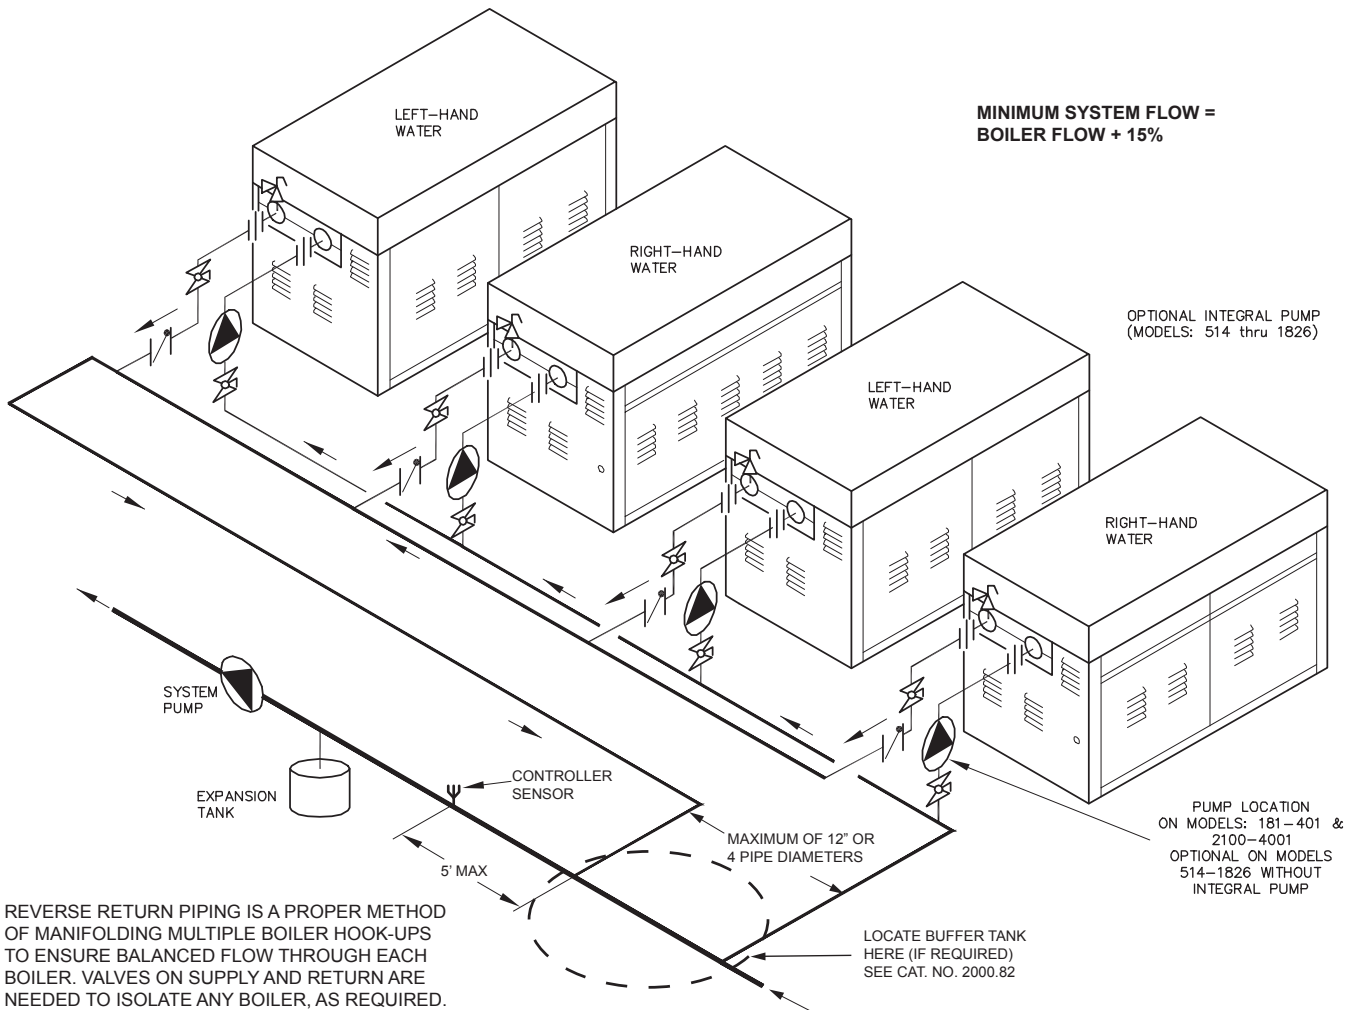 LEFT–HAND
WATER
MINIMUM SYSTEM FLOW =
BOILER FLOW + 15%
RIGHT–HAND
WATER
OPTIONAL INTEGRAL PUMP
(MODELS: 514 thru 1826)
LEFT–HAND
WATER
RIGHT–HAND
WATER
SYSTEM
PUMP
EXPANSION
TANK
CONTROLLER
SENSOR
MAXIMUM OF 12" OR
4 PIPE DIAMETERS
5' MAX
PUMP LOCATION
ON MODELS: 181–401 &
2100–4001
OPTIONAL ON MODELS
514–1826 WITHOUT
INTEGRAL PUMP
REVERSE RETURN PIPING IS A PROPER METHOD
OF MANIFOLDING MULTIPLE BOILER HOOK-UPS
TO ENSURE BALANCED FLOW THROUGH EACH
BOILER. VALVES ON SUPPLY AND RETURN ARE
NEEDED TO ISOLATE ANY BOILER, AS REQUIRED.
LOCATE BUFFER TANK
HERE (IF REQUIRED)
SEE CAT. NO. 2000.82